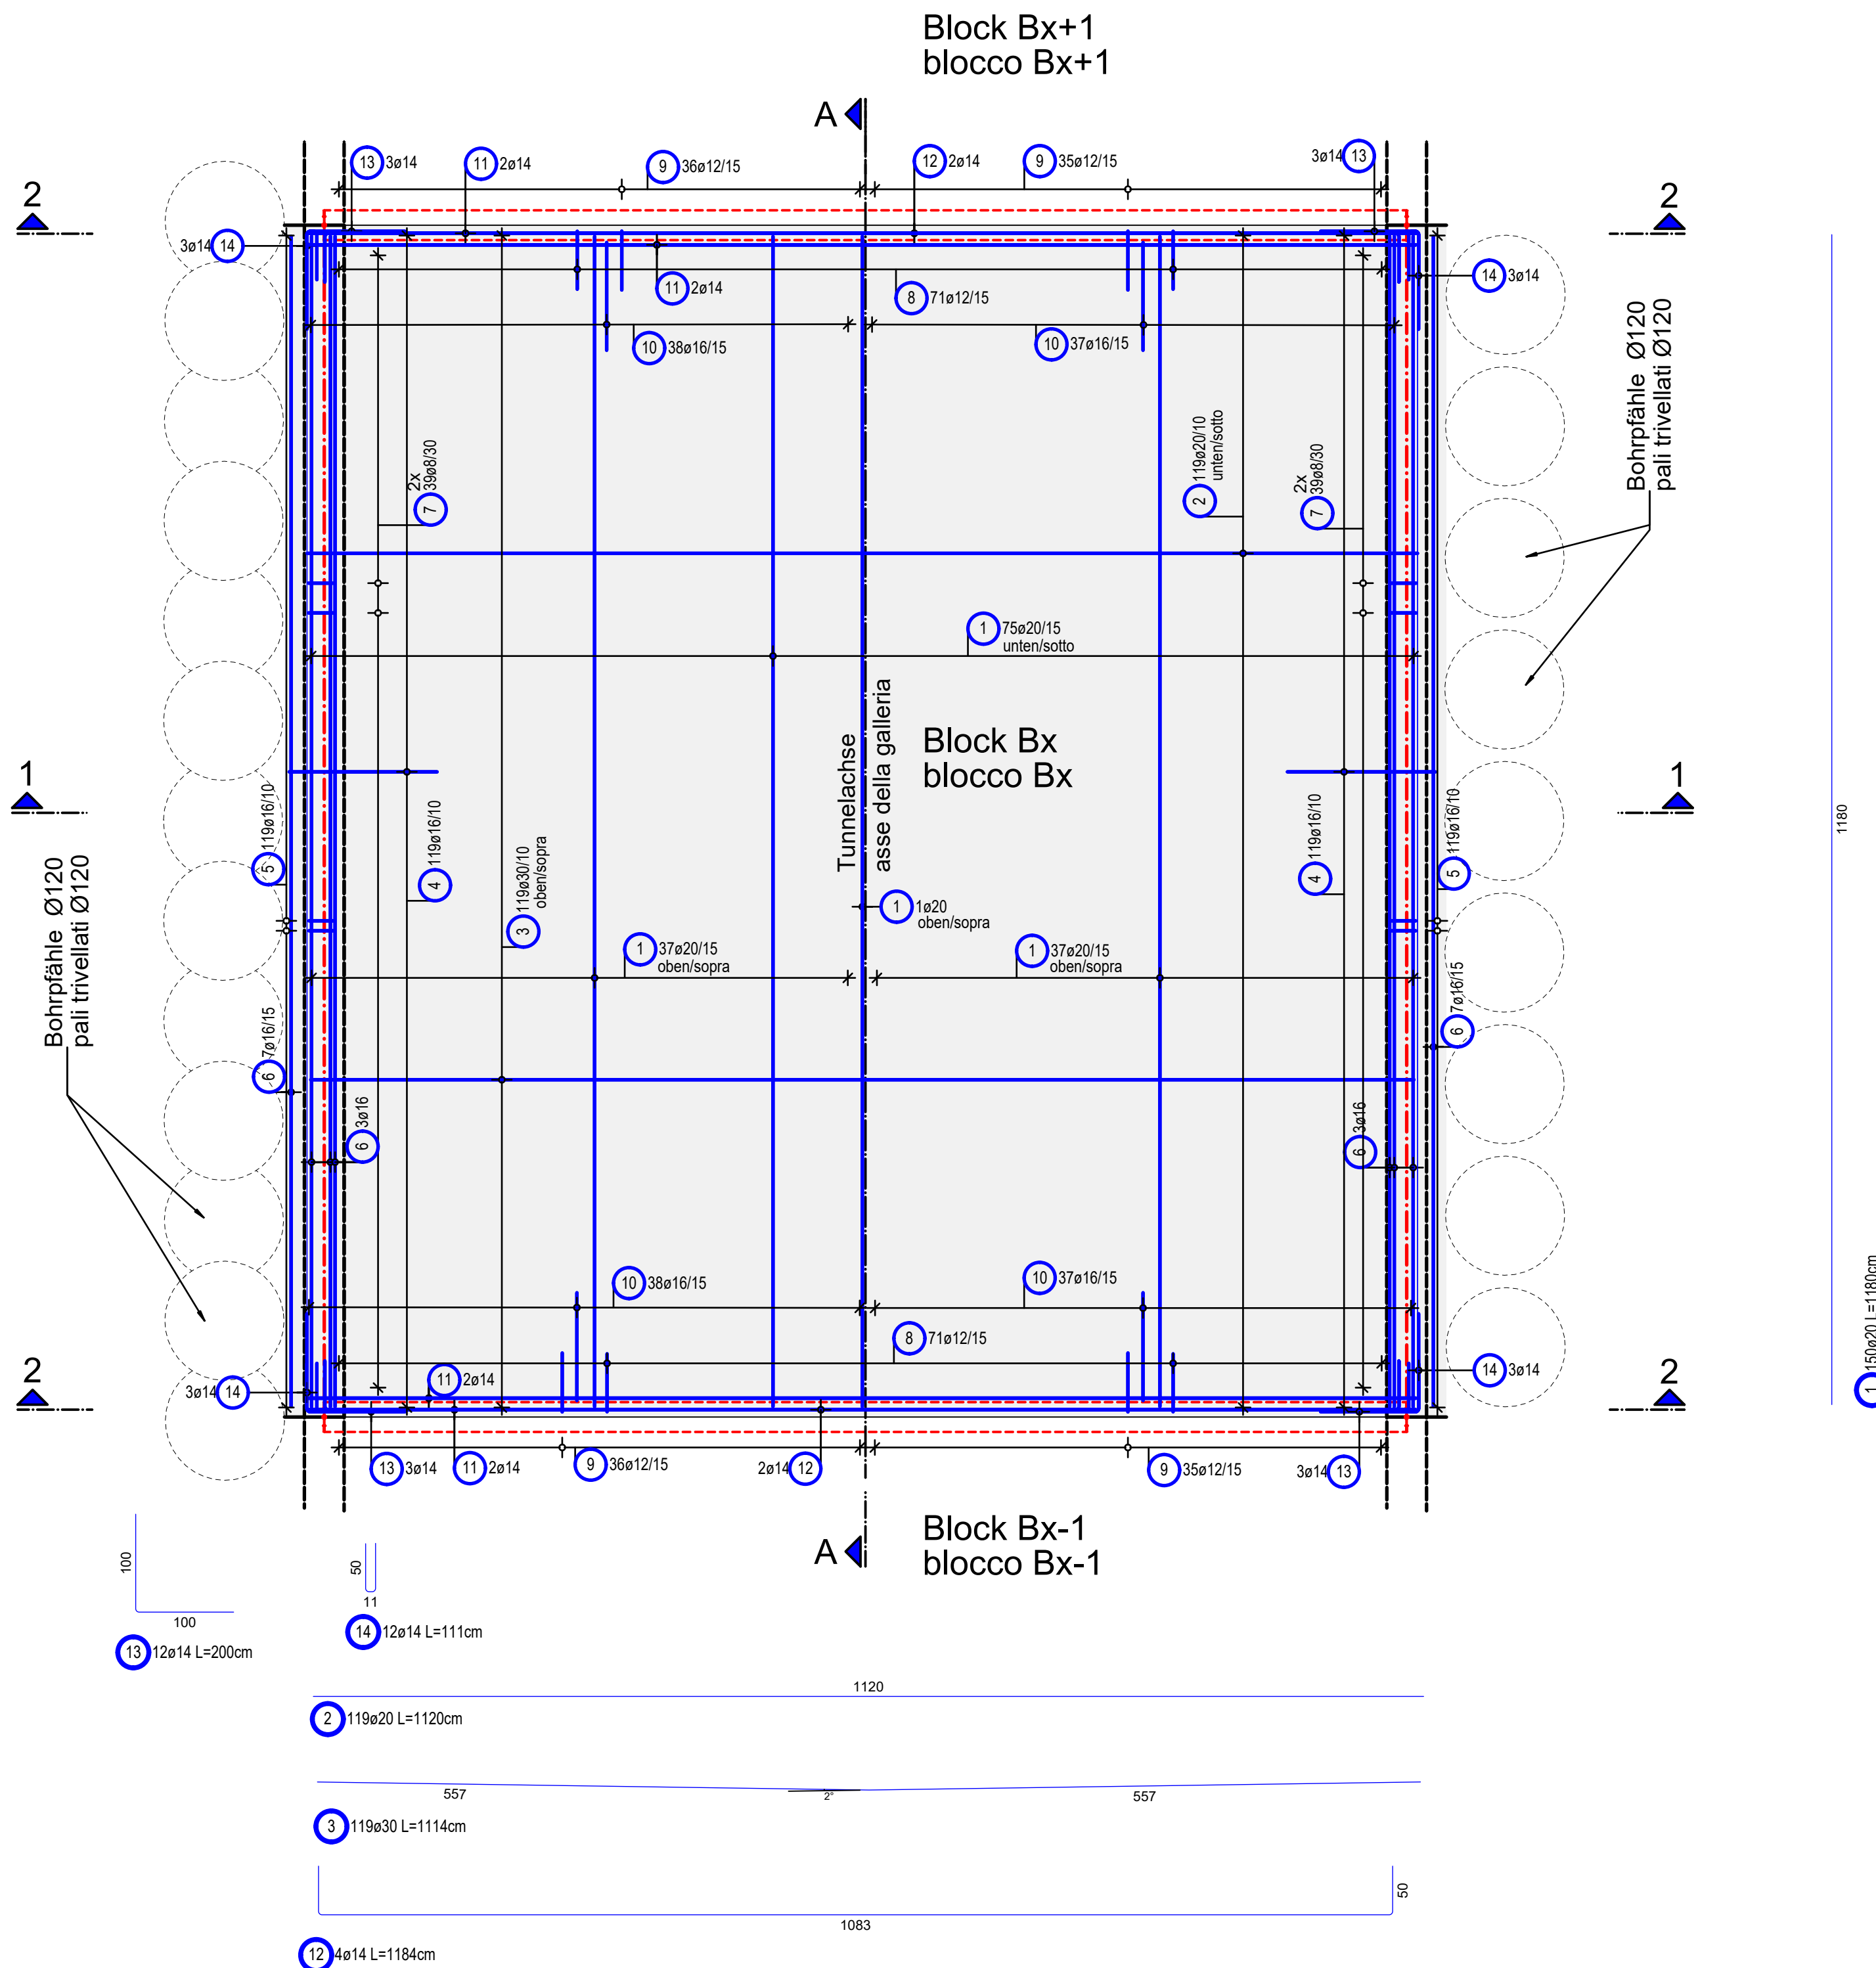 Block Bx+1
blocco Bx+1
A
13 3ø14
11 2ø14
9 36ø12/15
12 2ø14
9 35ø12/15
3ø14 13
2
2
3ø14 14
14 3ø14
11 2ø14
8 71ø12/15
10 38ø16/15
10 37ø16/15
Bohrpfähle Ø120
pali trivellati Ø120
7 2x
39ø8/30
2 119ø20/10
unten/sotto
7 2x
39ø8/30
1 75ø20/15
unten/sotto
Tunnelachse
asse della galleria
Block Bx
blocco Bx
1
1
5 119ø16/10
4 119ø16/10
3 119ø30/10
oben/sopra
4 119ø16/10
5 119ø16/10
1180
Bohrpfähle Ø120
pali trivellati Ø120
1 1ø20
oben/sopra
1 37ø20/15
oben/sopra
1 37ø20/15
oben/sopra
6 7ø16/15
6 7ø16/15
6 3ø16
6 3ø16
10 38ø16/15
10 37ø16/15
8 71ø12/15
1 150ø20 L=1180cm
2
2
3ø14 14
11 2ø14
14 3ø14
13 3ø14
11 2ø14
9 36ø12/15
2ø14 12
9 35ø12/15
3ø14 13
A
Block Bx-1
blocco Bx-1
100
100
13 12ø14 L=200cm
50
11
14 12ø14 L=111cm
1120
2 119ø20 L=1120cm
557
2°
557
3 119ø30 L=1114cm
50
1083
12 4ø14 L=1184cm